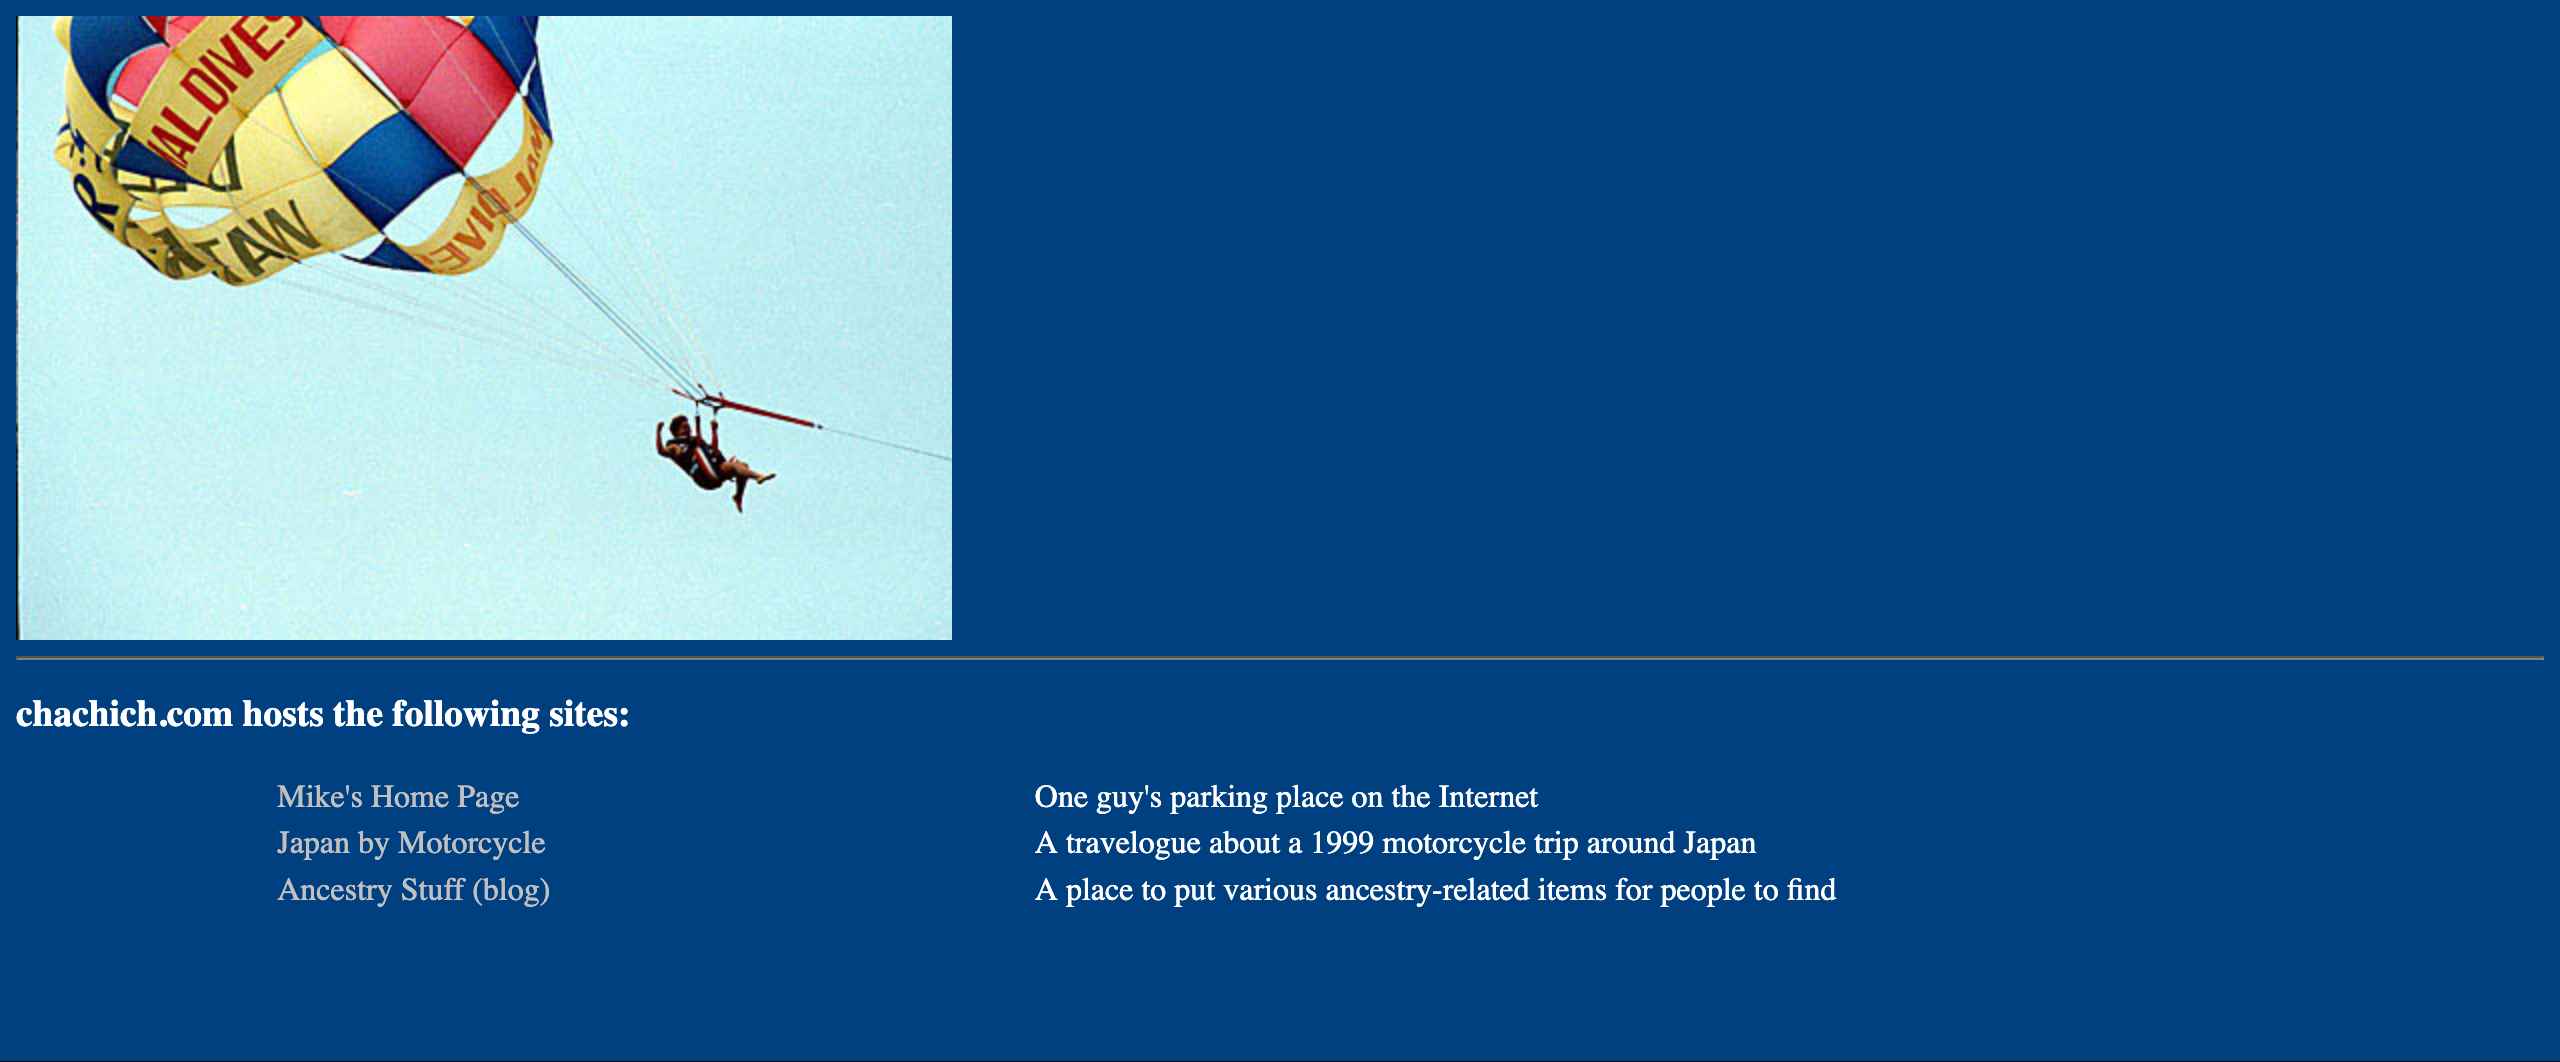 MALDIVES
MALDIVES
chachich.com hosts the following sites:
Mike's Home Page One guy's parking place on the Internet
Japan by Motorcycle A travelogue about a 1999 motorcycle trip around Japan
Ancestry Stuff (blog) A place to put various ancestry-related items for people to find